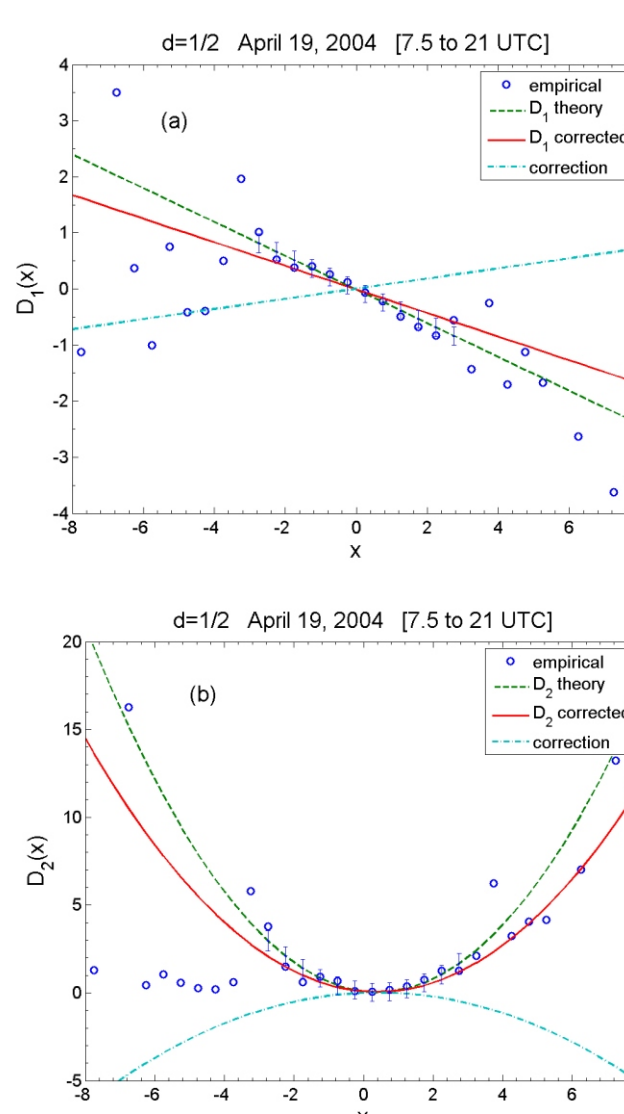 d=1/2 April 19, 2004 [7.5 to 21 UTC]
4
3
2
1
0
-1
-2
-3
-4
D1(x)
(a)
empirical
D1 theory
D1 corrected
correction
-8 -6 -4 -2 0 2 4 6
x
d=1/2 April 19, 2004 [7.5 to 21 UTC]
20
15
10
5
0
-5
D2(x)
(b)
empirical
D2 theory
D2 corrected
correction
-8 -6 -4 -2 0 2 4 6
x